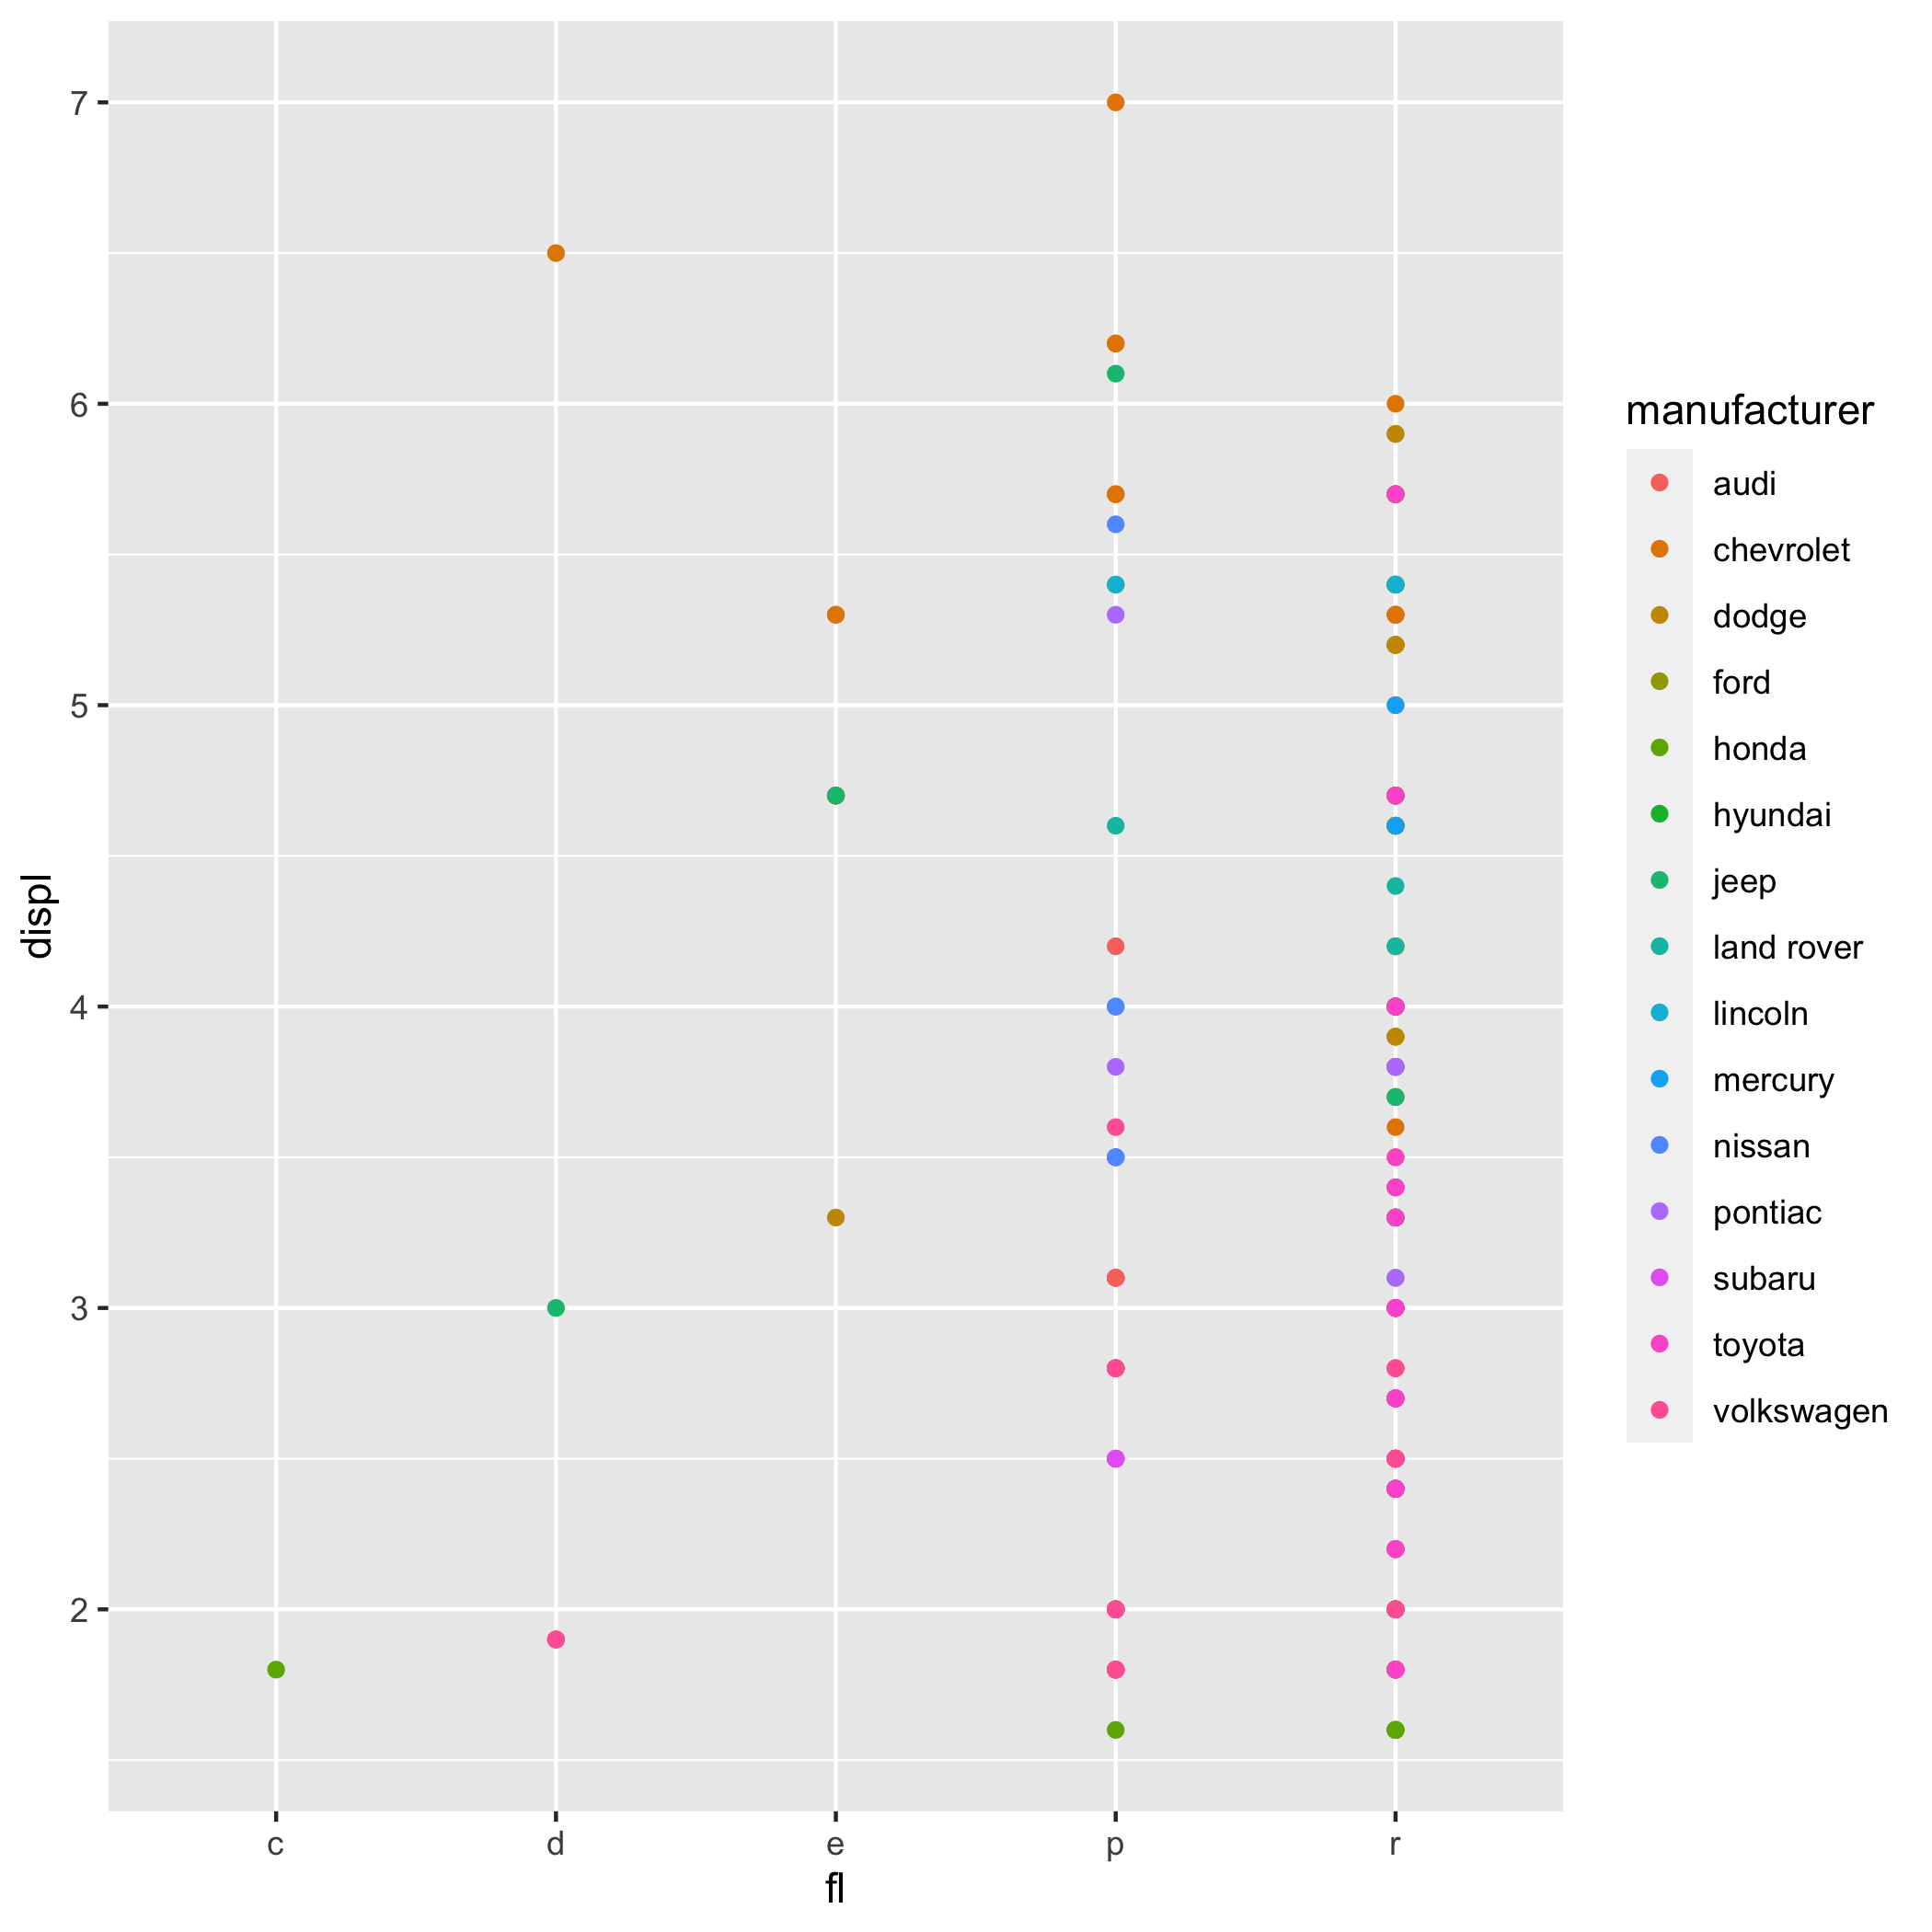 7
6
5
4
3
2
displ
c d e p r
fl
manufacturer
audi
chevrolet
dodge
ford
honda
hyundai
jeep
land rover
lincoln
mercury
nissan
pontiac
subaru
toyota
volkswagen